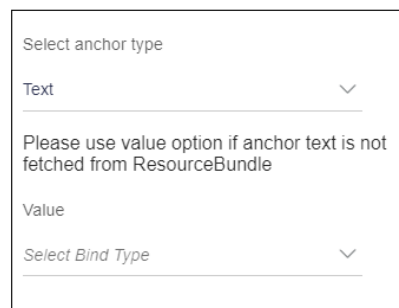 Select anchor type
Text
Please use value option if anchor text is not
fetched from ResourceBundle
Value
Select Bind Type